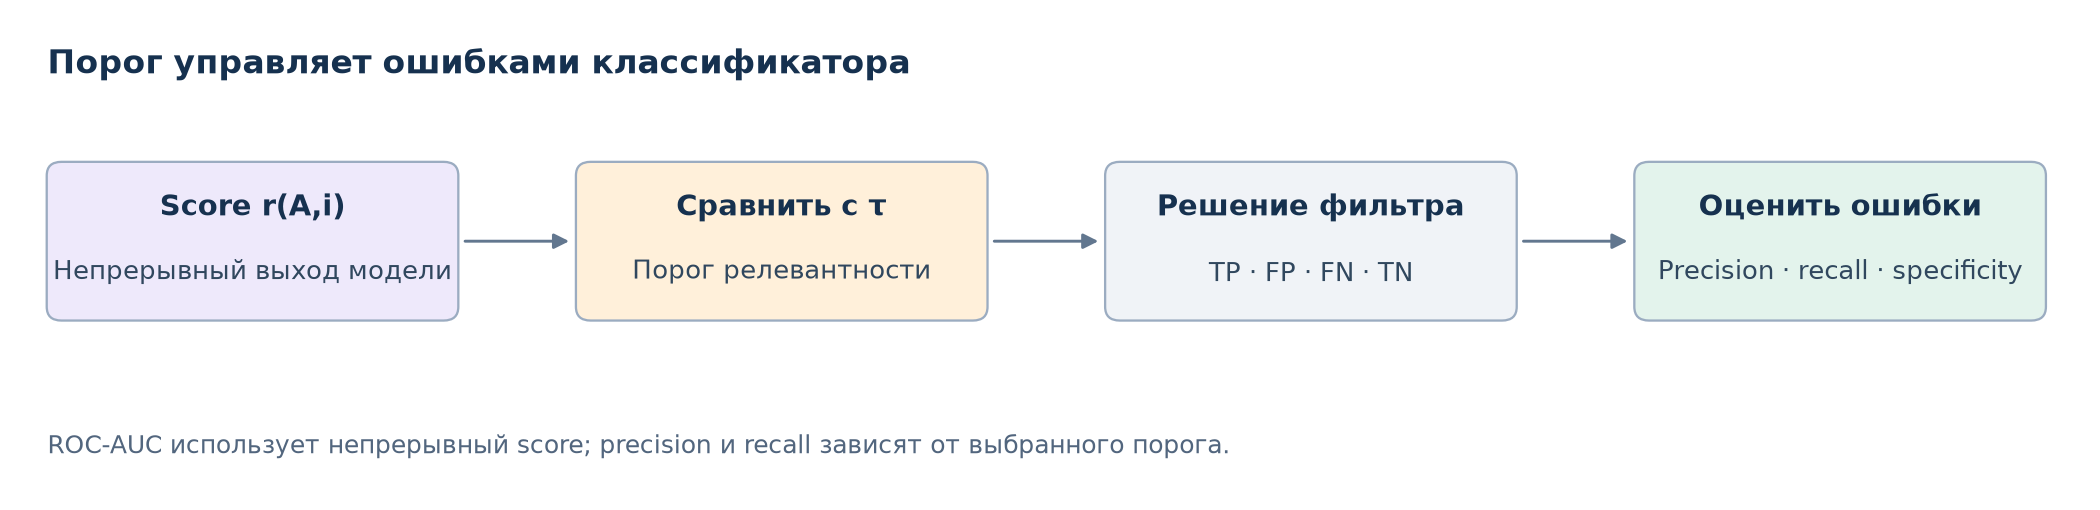 Порог управляет ошибками классификатора
Score r(A,i)
Непрерывный выход модели
Сравнить с τ
Порог релевантности
Решение фильтра
TP · FP · FN · TN
Оценить ошибки
Precision · recall · specificity
ROC-AUC использует непрерывный score; precision и recall зависят от выбранного порога.